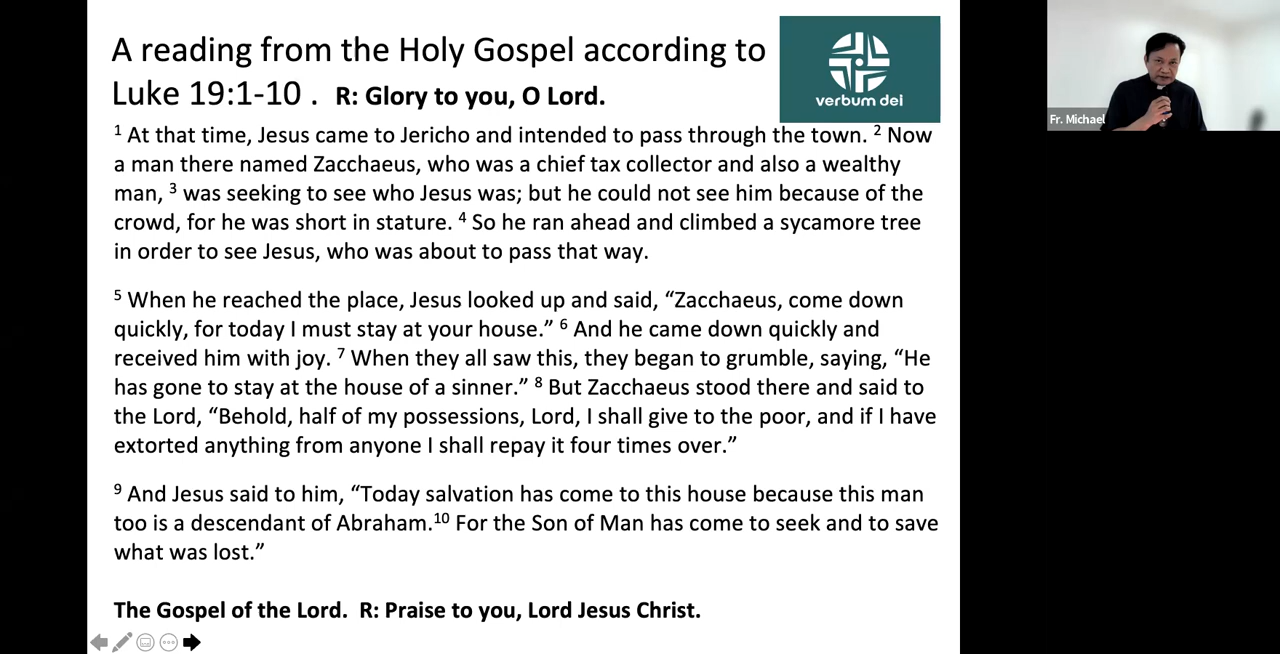 A reading from the Holy Gospel according to
Luke 19:1-10 . R: Glory to you, O Lord.
verbum dei
Fr. Michael
1 At that time, Jesus came to Jericho and intended to pass through the town. 2 Now
a man there named Zacchaeus, who was a chief tax collector and also a wealthy
man, 3 was seeking to see who Jesus was; but he could not see him because of the
crowd, for he was short in stature. 4 So he ran ahead and climbed a sycamore tree
in order to see Jesus, who was about to pass that way.
5 When he reached the place, Jesus looked up and said, “Zacchaeus, come down
quickly, for today I must stay at your house.” 6 And he came down quickly and
received him with joy. 7 When they all saw this, they began to grumble, saying, “He
has gone to stay at the house of a sinner.” 8 But Zacchaeus stood there and said to
the Lord, “Behold, half of my possessions, Lord, I shall give to the poor, and if I have
extorted anything from anyone I shall repay it four times over.”
9 And Jesus said to him, “Today salvation has come to this house because this man
too is a descendant of Abraham.10 For the Son of Man has come to seek and to save
what was lost.”
The Gospel of the Lord. R: Praise to you, Lord Jesus Christ.